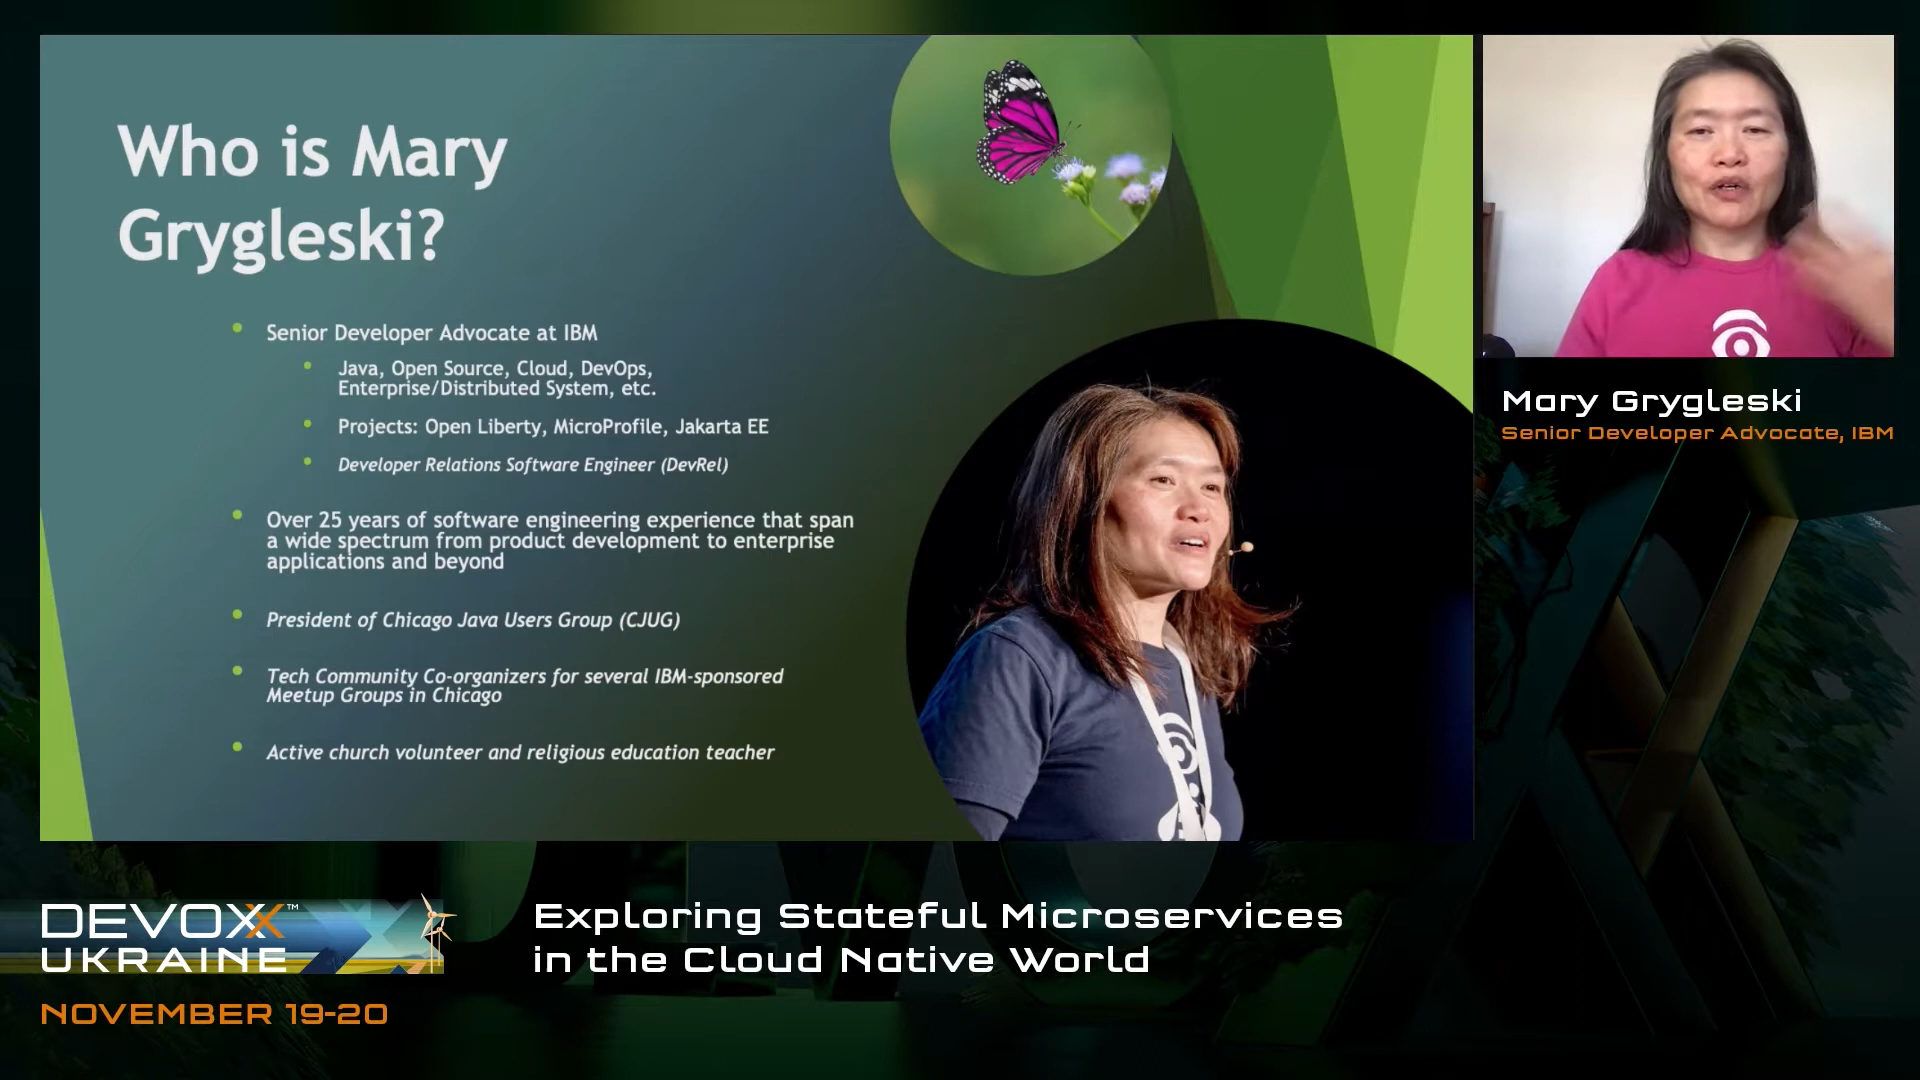 Who is Mary
Grygleski?
Senior Developer Advocate at IBM
Java, Open Source, Cloud, DevOps,
Enterprise/Distributed System, etc.
Projects: Open Liberty, MicroProfile, Jakarta EE
Developer Relations Software Engineer (DevRel)
Over 25 years of software engineering experience that span
a wide spectrum from product development to enterprise
applications and beyond
President of Chicago Java Users Group (CJUG)
Tech Community Co-organizers for several IBM-sponsored
Meetup Groups in Chicago
Active church volunteer and religious education teacher
Mary Grygleski
Senior Developer Advocate, IBM
DEVOXX™
UKRAINE
NOVEMBER 19-20
Exploring Stateful Microservices
in the Cloud Native World